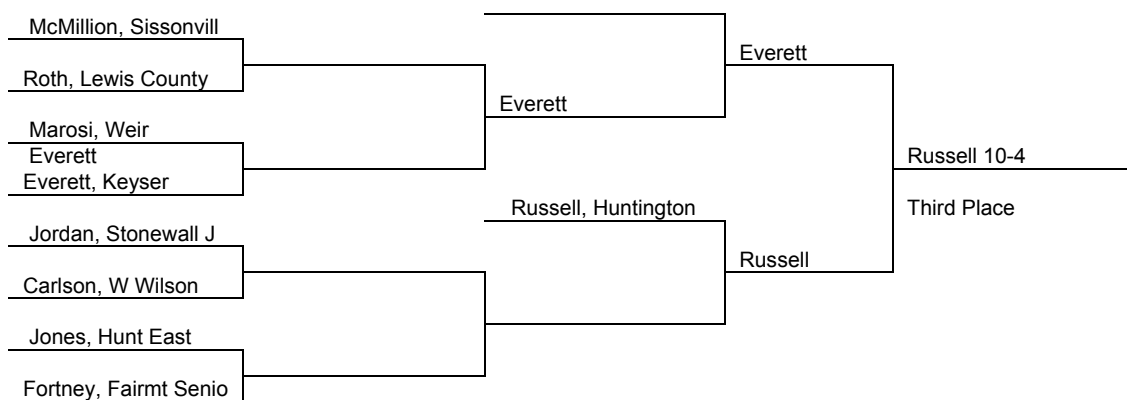 McMillion, Sissonvill
Roth, Lewis County
Marosi, Weir
Everett
Everett, Keyser
Jordan, Stonewall J
Carlson, W Wilson
Jones, Hunt East
Fortney, Fairmt Senio
Everett
Russell, Huntington
Everett
Russell
Russell 10-4
Third Place